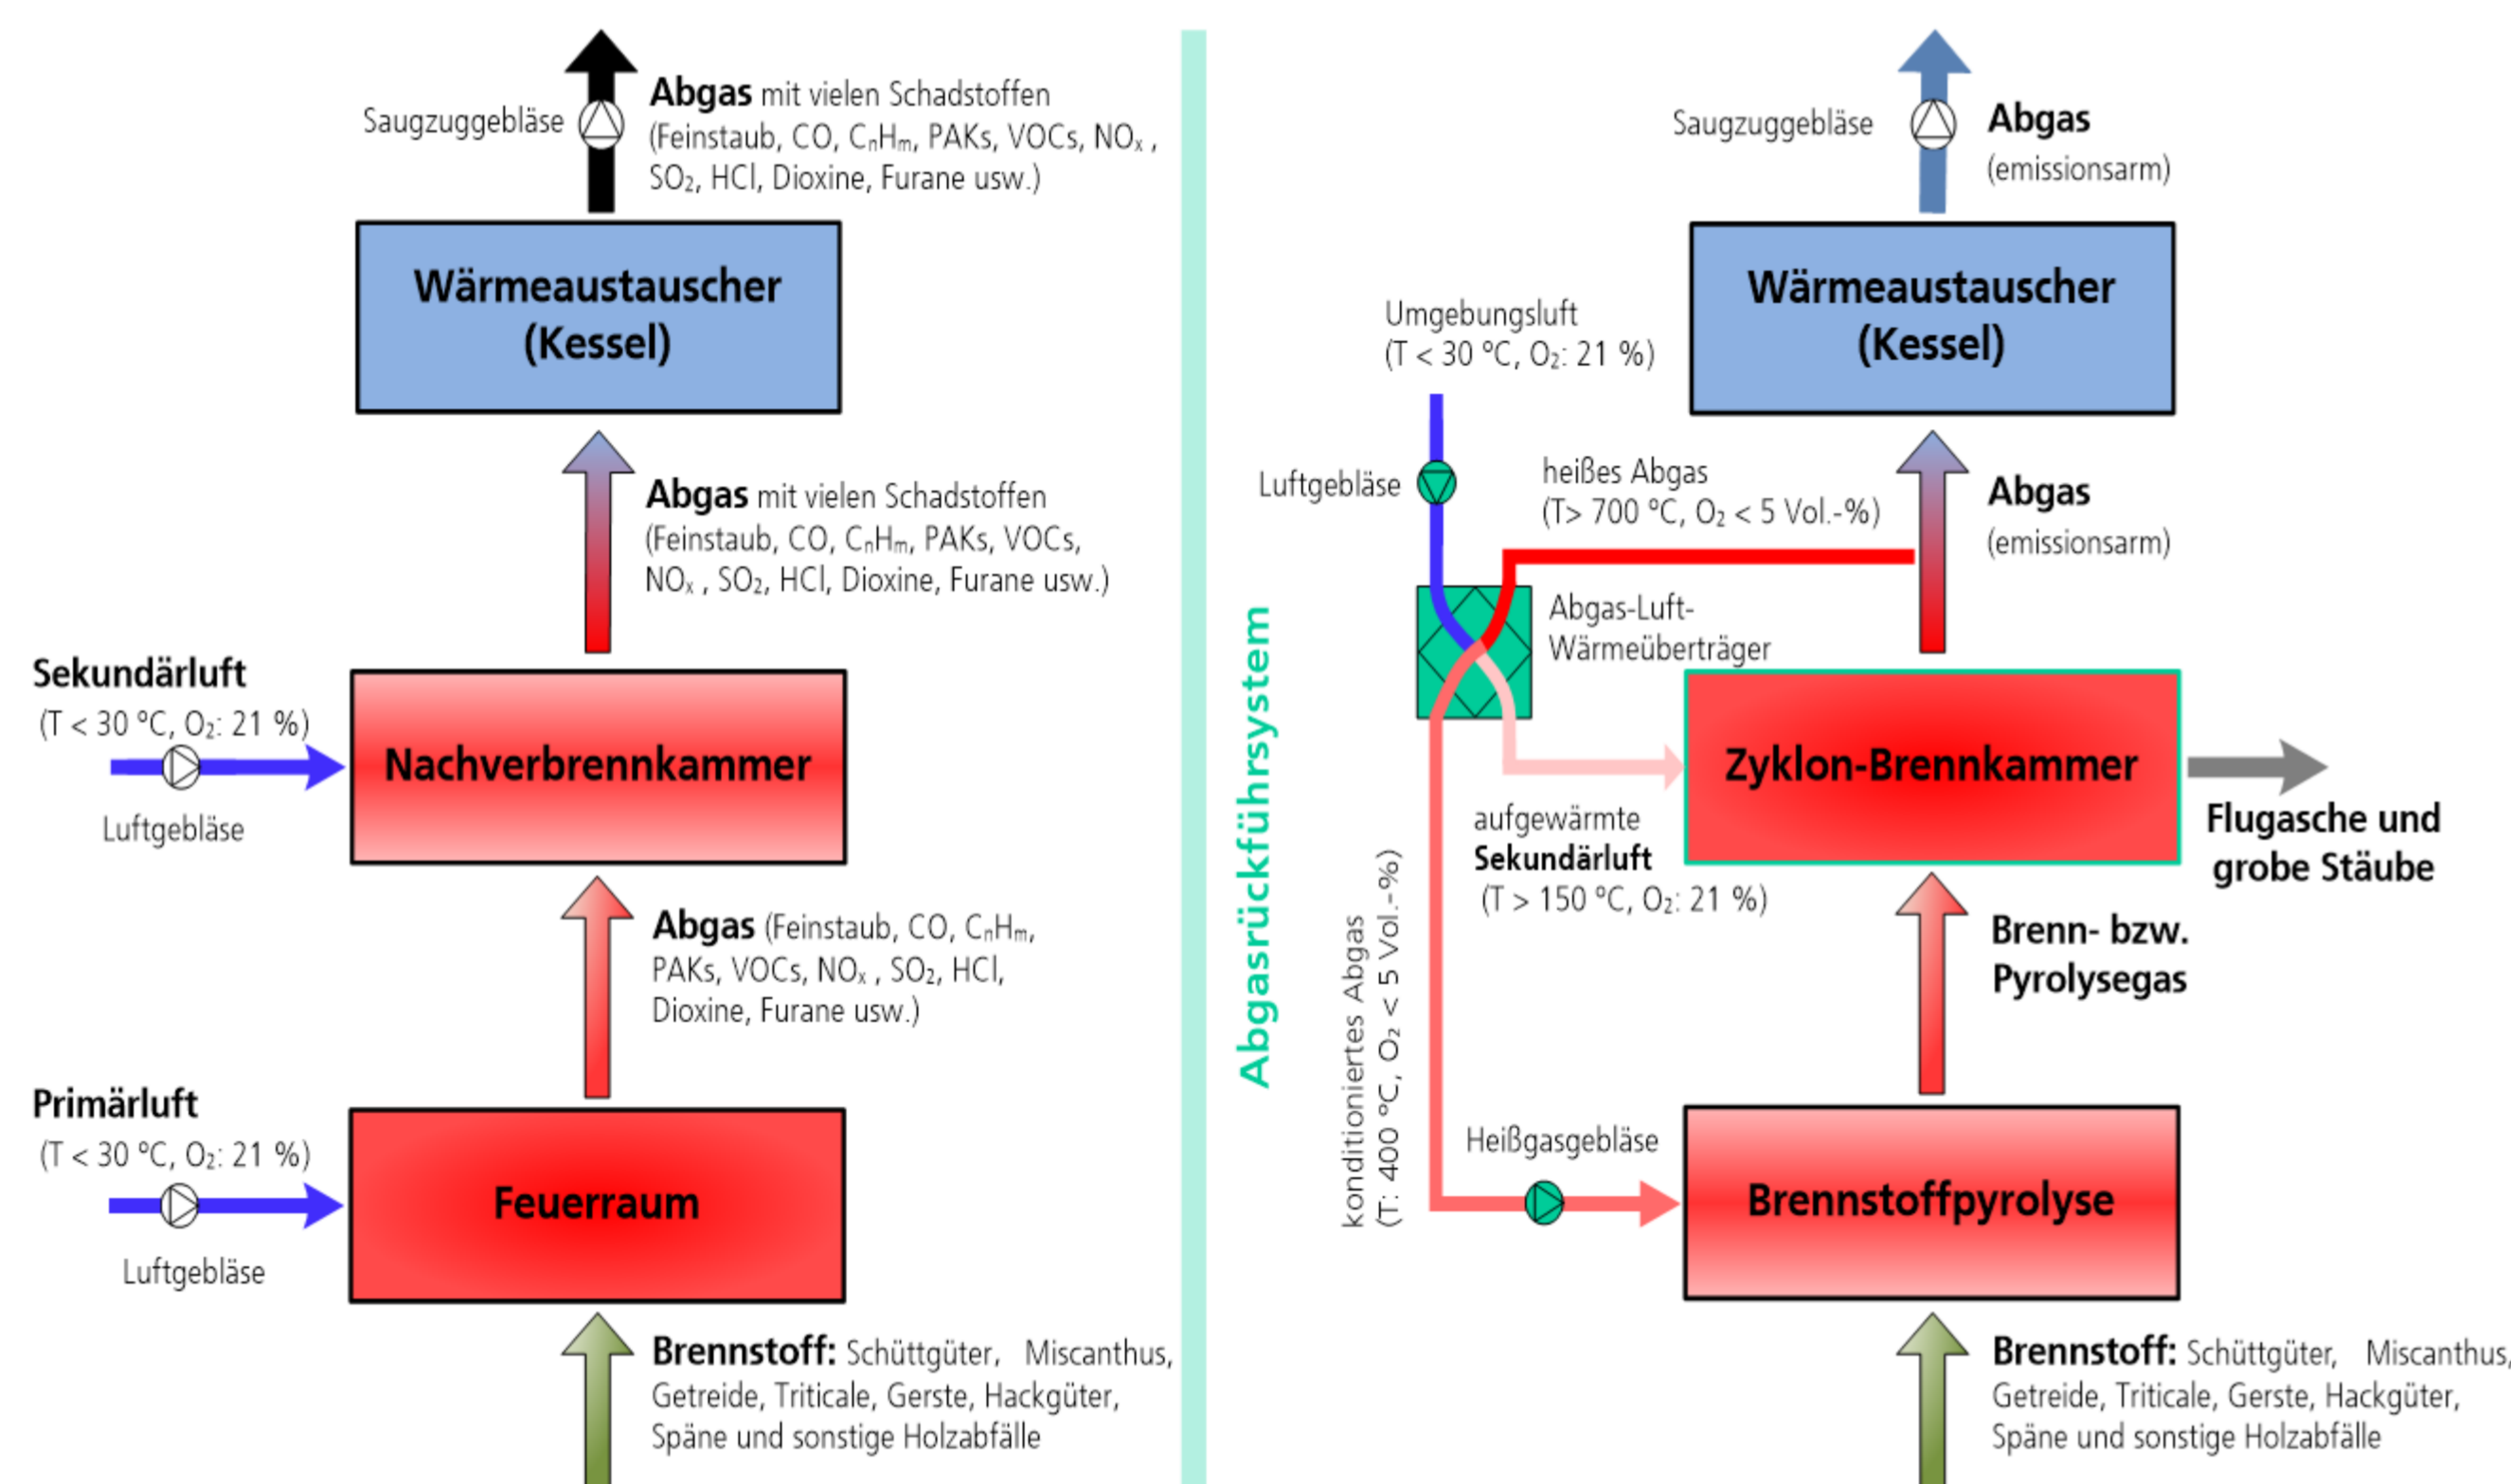 Saugzuggebläse
Abgas mit vielen Schadstoffen
(Feinstaub, CO, CₙHₘ, PAKs, VOCs, NOₓ ,
SO₂, HCl, Dioxine, Furane usw.)
Wärmeaustauscher
(Kessel)
Abgas mit vielen Schadstoffen
(Feinstaub, CO, CₙHₘ, PAKs, VOCs,
NOₓ , SO₂, HCl, Dioxine, Furane usw.)
Sekundärluft
(T < 30 ºC, O₂: 21 %)
Luftgebläse
Nachverbrennkammer
Abgas (Feinstaub, CO, CₙHₘ,
PAKs, VOCs, NOₓ , SO₂, HCl,
Dioxine, Furane usw.)
Primärluft
(T < 30 ºC, O₂: 21 %)
Luftgebläse
Feuerraum
Brennstoff: Schüttgüter, Miscanthus,
Getreide, Triticale, Gerste, Hackgüter,
Späne und sonstige Holzabfälle
Saugzuggebläse
Abgas
(emissionsarm)
Wärmeaustauscher
(Kessel)
Umgebungsluft
(T < 30 ºC, O₂: 21 %)
Luftgebläse
heißes Abgas
(T> 700 ºC, O₂ < 5 Vol.-%)
Abgas
(emissionsarm)
Abgas-Luft-
Wärmeüberträger
Abgasrückführsystem
Zyklon-Brennkammer
Flugasche und
grobe Stäube
aufgewärmte
Sekundärluft
(T > 150 ºC, O₂: 21 %)
konditioniertes Abgas
(T: 400 ºC, O₂ < 5 Vol.-%)
Brenn- bzw.
Pyrolysegas
Heißgasgebläse
Brennstoffpyrolyse
Brennstoff: Schüttgüter, Miscanthus,
Getreide, Triticale, Gerste, Hackgüter,
Späne und sonstige Holzabfälle